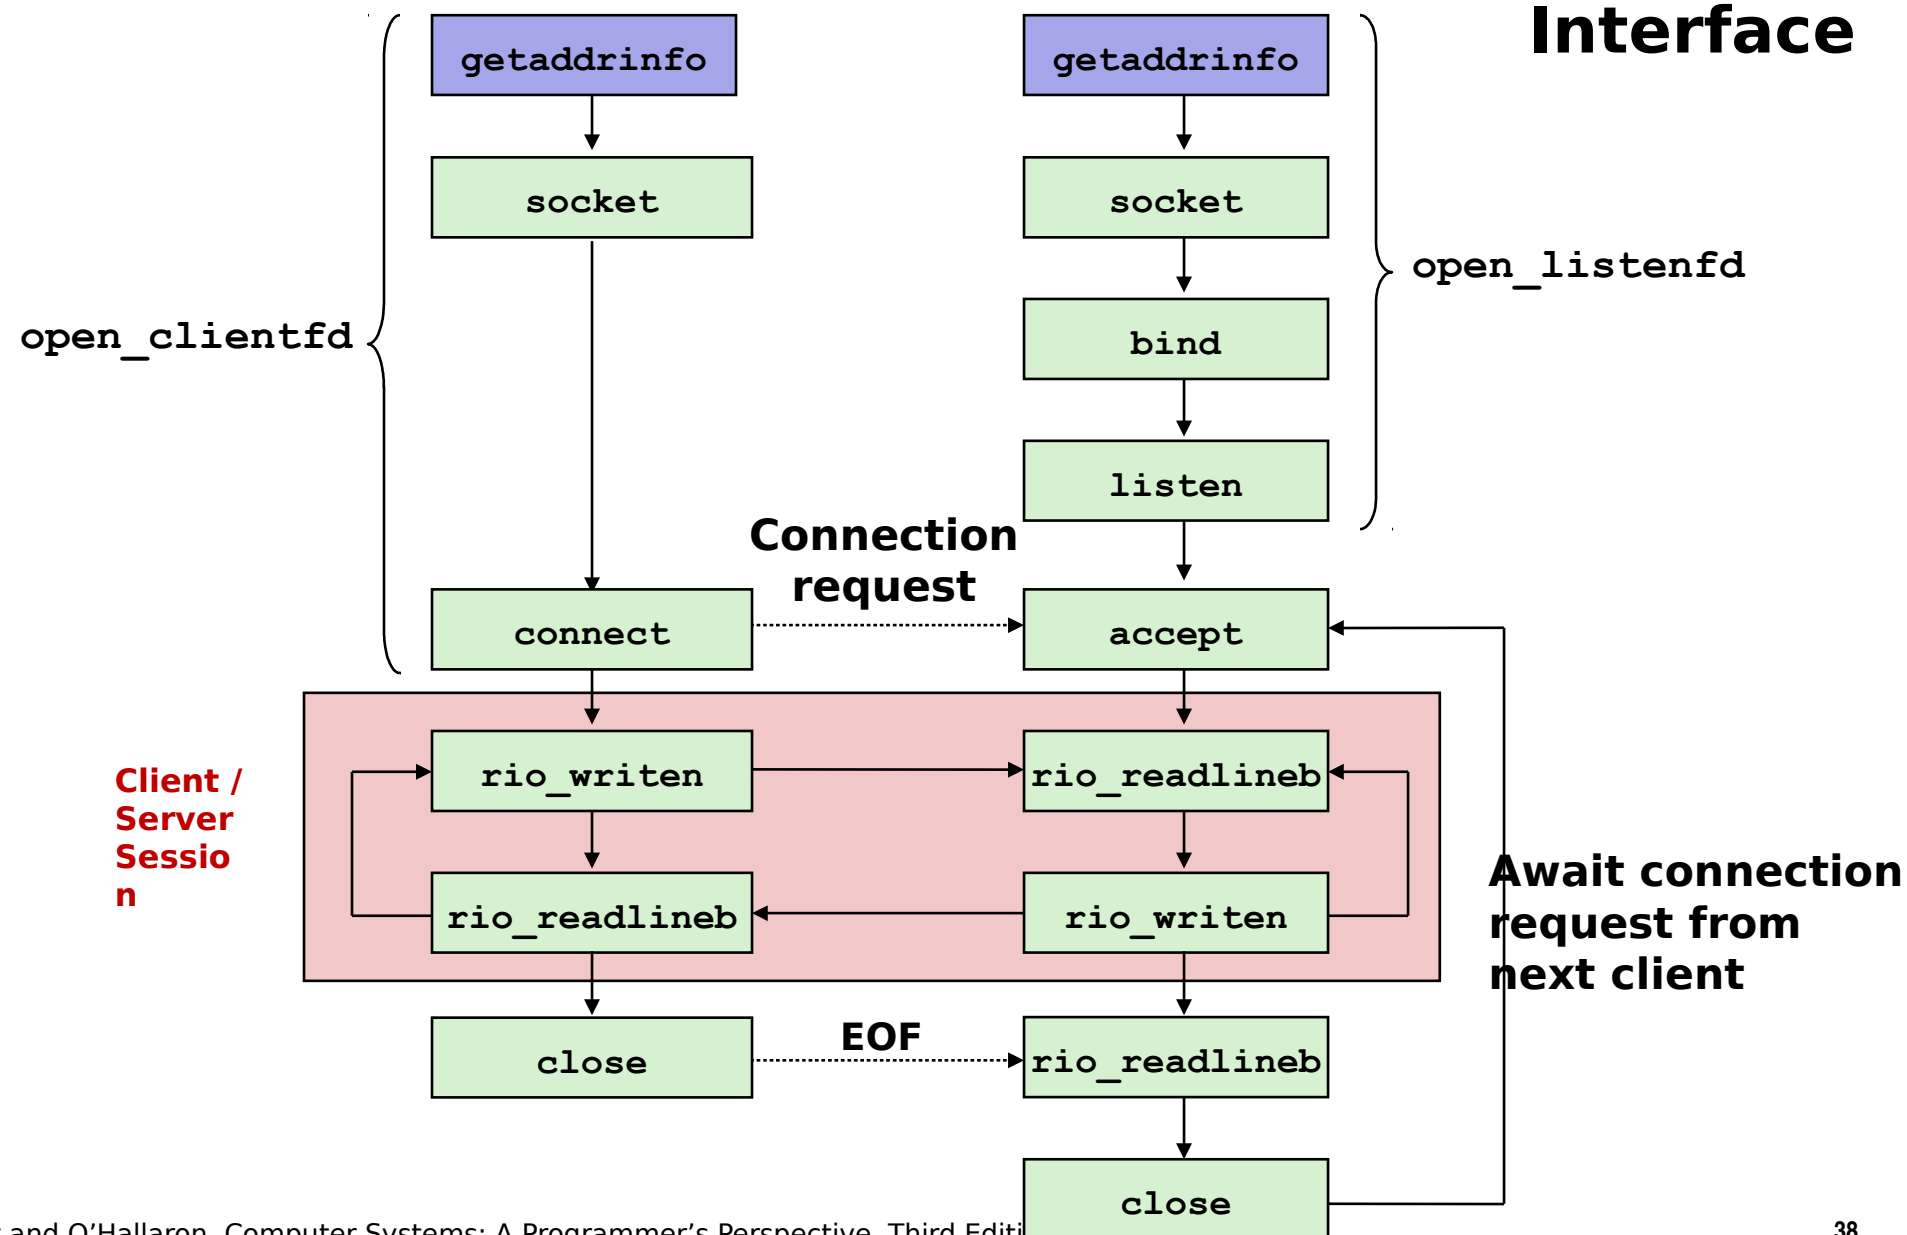 Interface
getaddrinfo
getaddrinfo
socket
socket
open_listenfd
open_clientfd
bind
listen
Connection
request
connect
accept
Client /
Server
Sessio
n
rio_writen
rio_readlineb
rio_readlineb
rio_writen
Await connection
request from
next client
close
EOF
rio_readlineb
close
and O'Hallaron, Computer Systems: A Programmer's Perspective, Third Editi
38